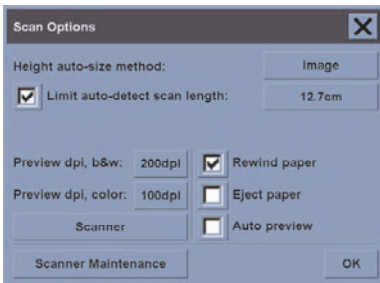 Scan Options
Height auto-size method: Image
Limit auto-detect scan length: 12.7cm
Preview dpi, b&w: 200dpi Rewind paper
Preview dpi, color: 100dpi Eject paper
Scanner Auto preview
Scanner Maintenance OK